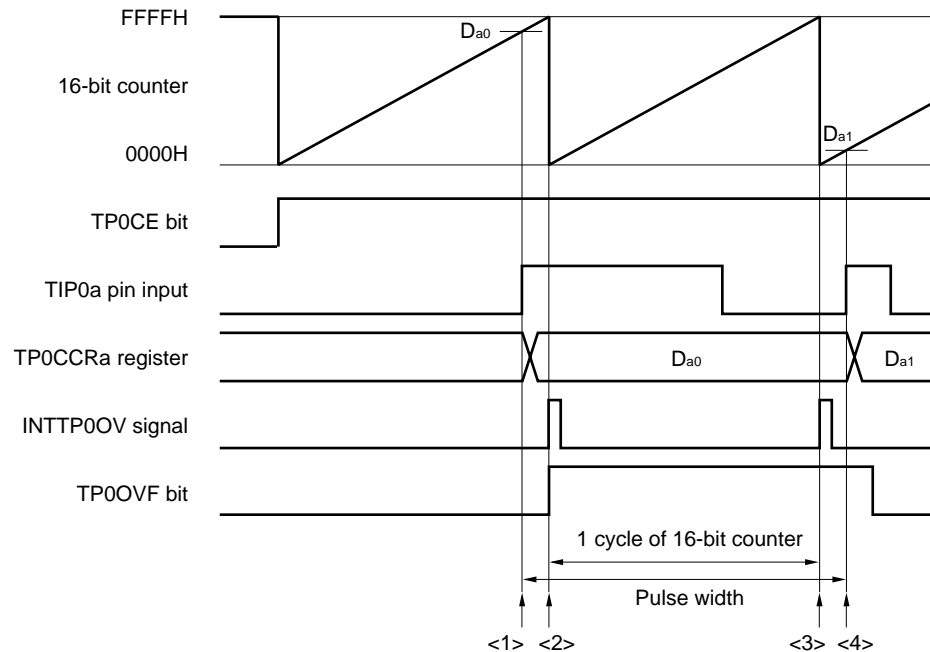 FFFFH
Da0
16-bit counter
Da1
0000H
TP0CE bit
TIP0a pin input
TP0CCRa register
Da0
Da1
INTTP0OV signal
TP0OVF bit
1 cycle of 16-bit counter
Pulse width
<1> <2> <3> <4>